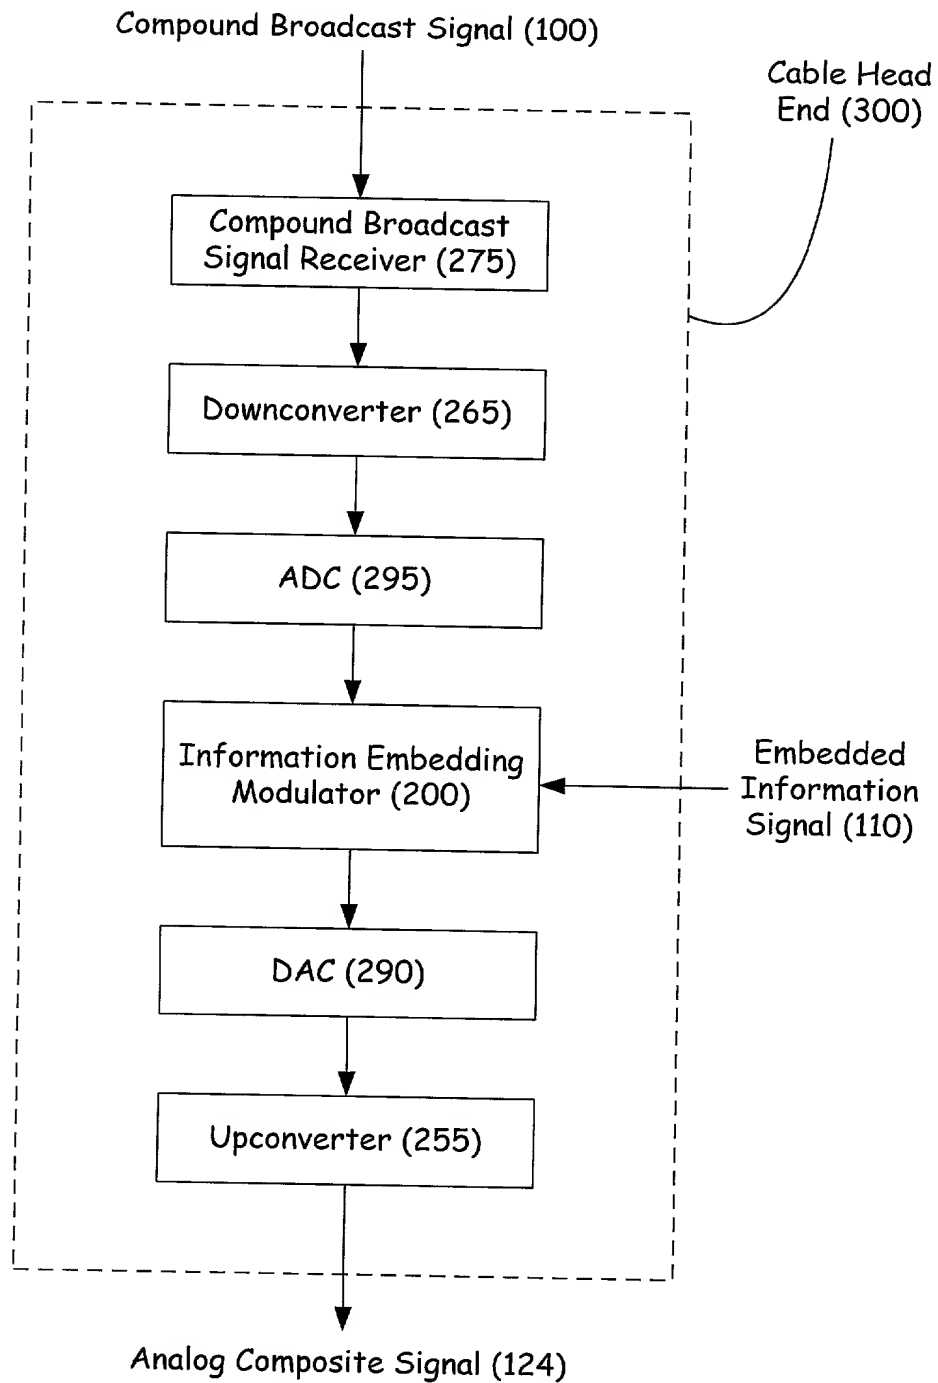 Compound Broadcast Signal (100)
Cable Head
End (300)
Compound Broadcast
Signal Receiver (275)
Downconverter (265)
ADC (295)
Information Embedding
Modulator (200)
Embedded
Information
Signal (110)
DAC (290)
Upconverter (255)
Analog Composite Signal (124)